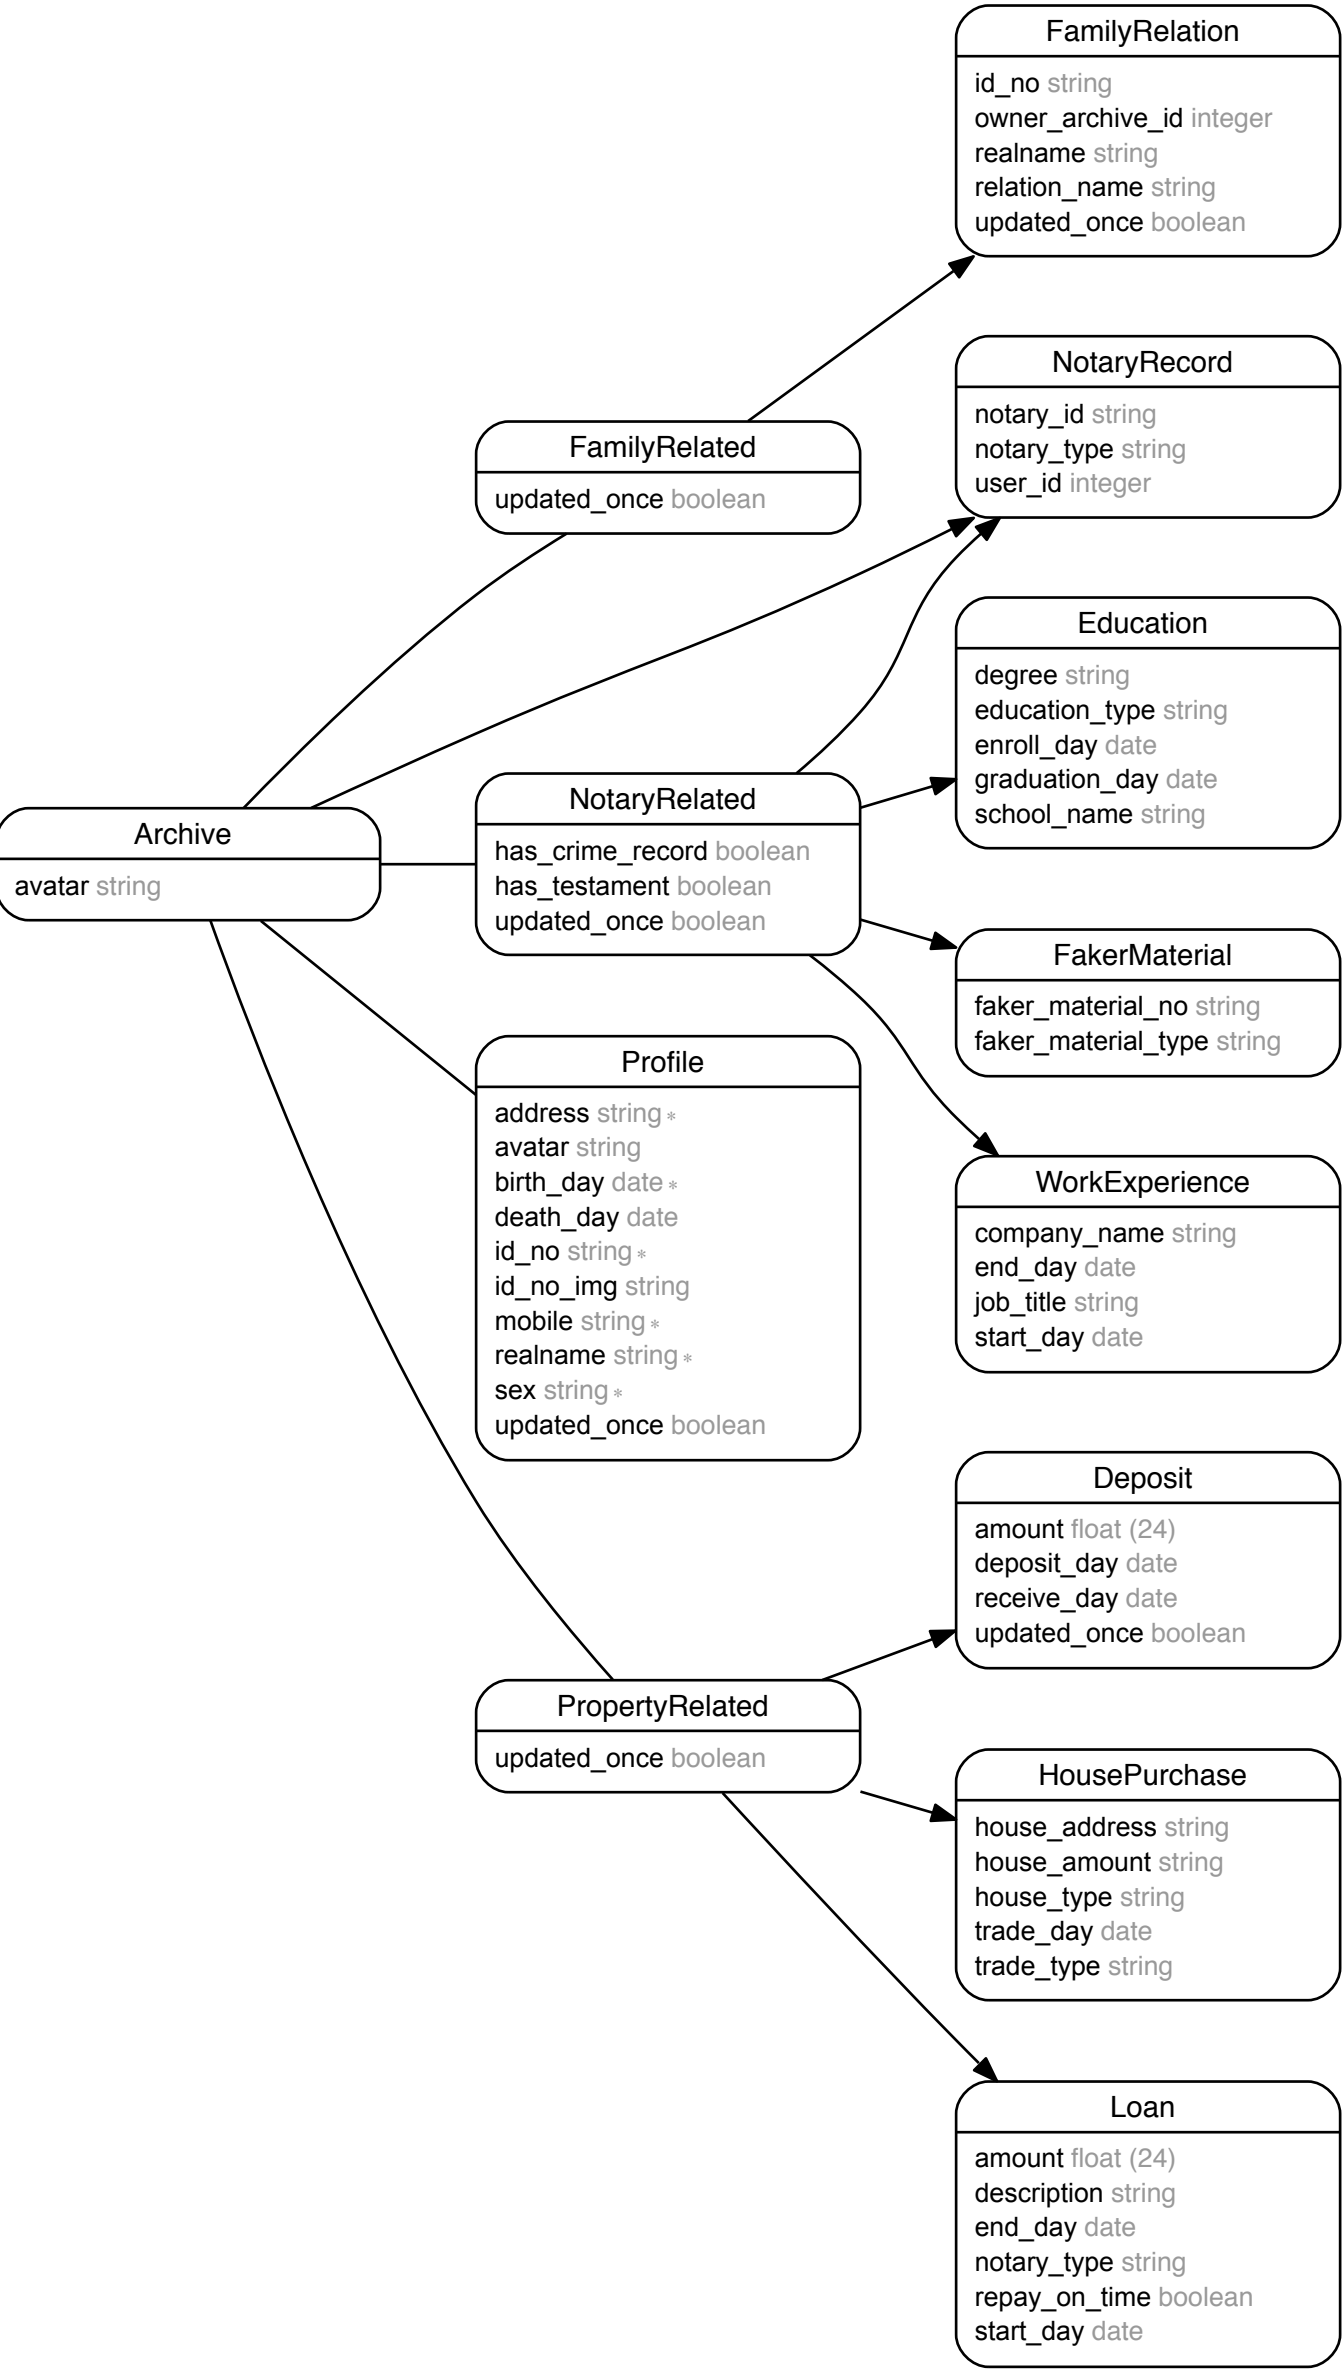 FamilyRelation
id_no string
owner_archive_id integer
realname string
relation_name string
updated_once boolean
NotaryRecord
notary_id string
notary_type string
user_id integer
FamilyRelated
updated_once boolean
Education
degree string
education_type string
enroll_day date
graduation_day date
school_name string
Archive
avatar string
NotaryRelated
has_crime_record boolean
has_testament boolean
updated_once boolean
FakerMaterial
faker_material_no string
faker_material_type string
Profile
address string *
avatar string
birth_day date *
death_day date
id_no string *
id_no_img string
mobile string *
realname string *
sex string *
updated_once boolean
WorkExperience
company_name string
end_day date
job_title string
start_day date
Deposit
amount float (24)
deposit_day date
receive_day date
updated_once boolean
PropertyRelated
updated_once boolean
HousePurchase
house_address string
house_amount string
house_type string
trade_day date
trade_type string
Loan
amount float (24)
description string
end_day date
notary_type string
repay_on_time boolean
start_day date